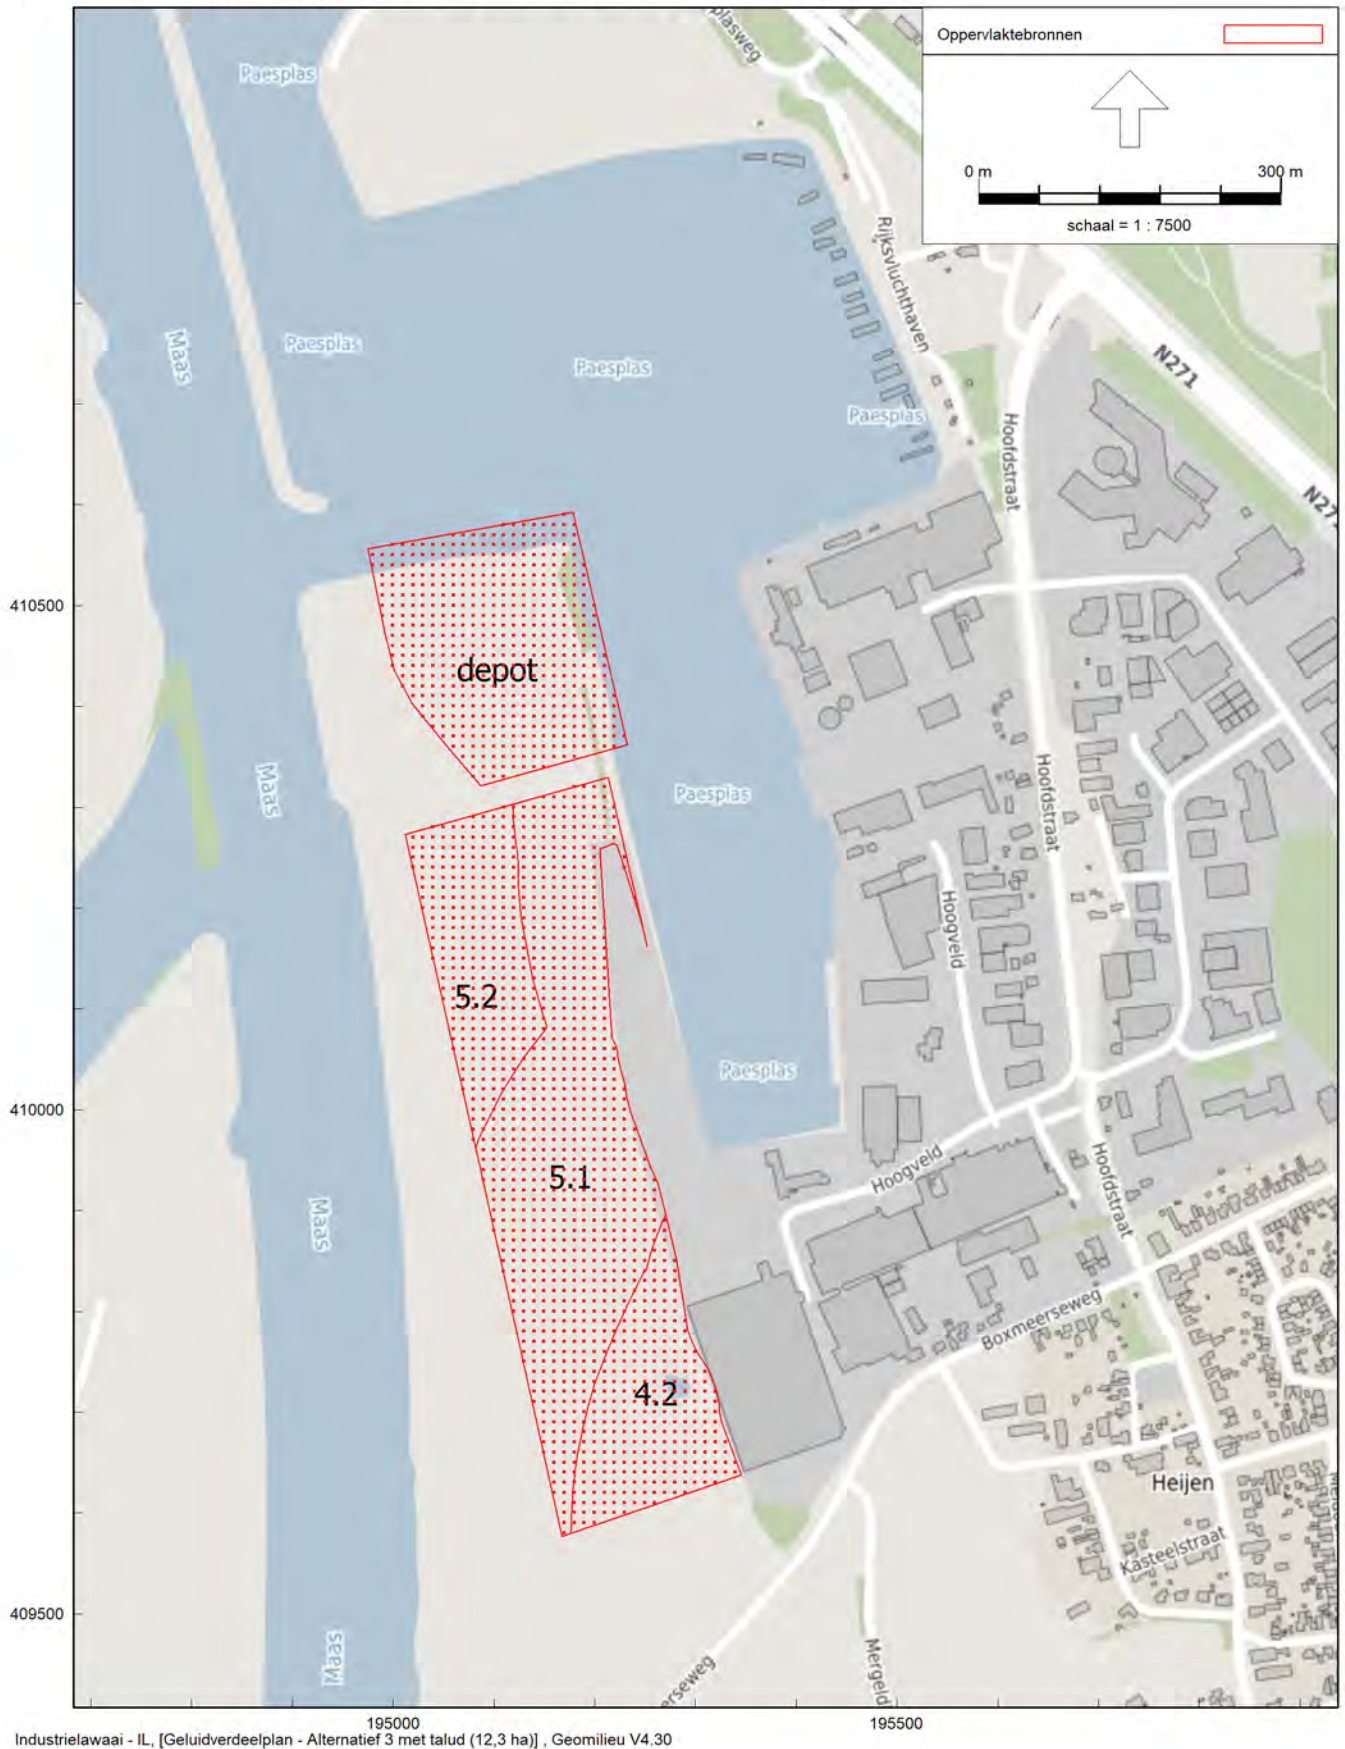 Oppervlaktebronnen
0 m 300 m
schaal = 1 : 7500
plasweg
Paesplas
Rijksvluchthaven
Maas
Paesplas
Paesplas
Paesplas
N271
Hoofdstraat
N271
410500
depot
Maas
Paesplas
Hoofdstraat
Hoogveld
5.2
Paesplas
410000
5.1
Hoogveld
Hoofdstraat
Maas
Boxmeerseweg
4.2
Heijen
Kasteelstraat
409500
Maas
erseweg
Mergeld
195000
195500
Industrielawaai - IL, [Geluidverdeelplan - Alternatief 3 met talud (12,3 ha)] , Geomilieu V4.30